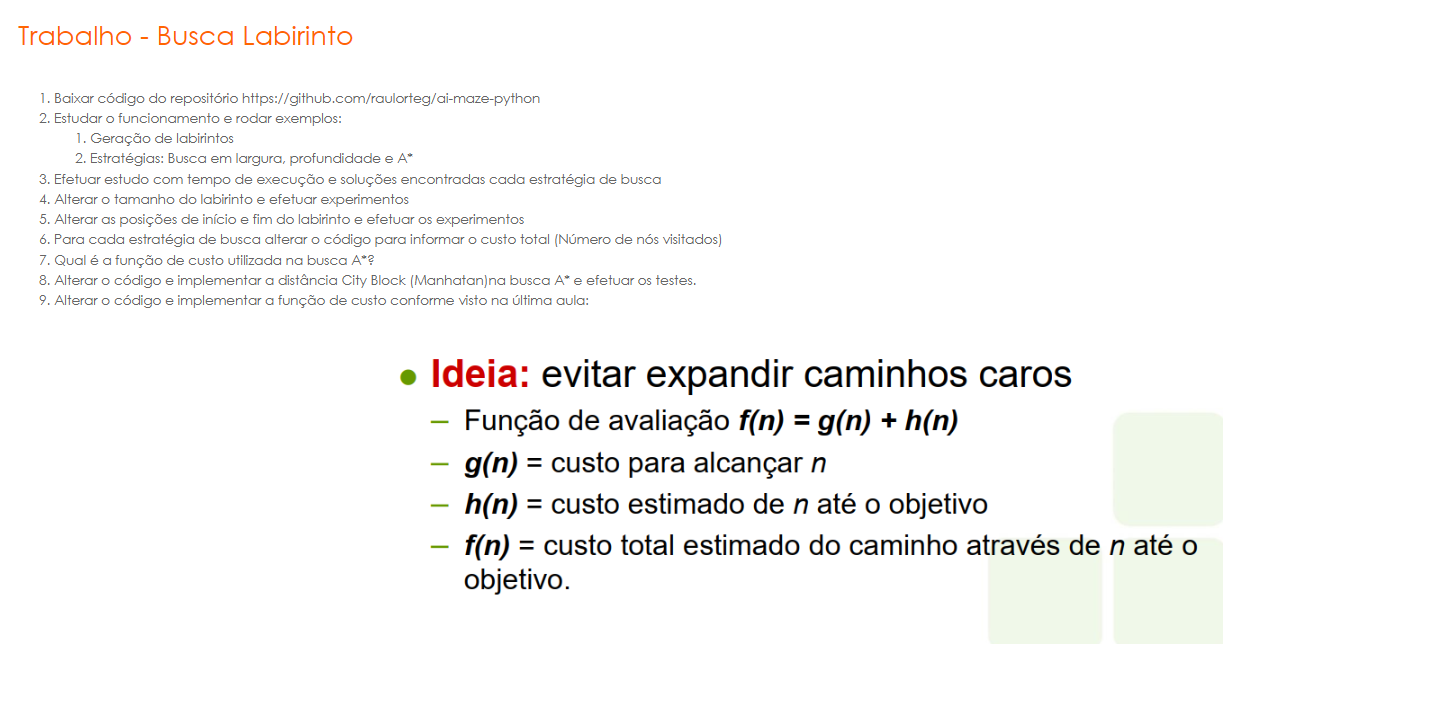 Trabalho - Busca Labirinto
1. Baixar código do repositório https://github.com/raulorteg/ai-maze-python
2. Estudar o funcionamento e rodar exemplos:
1. Geração de labirintos
2. Estratégias: Busca em largura, profundidade e A*
3. Efetuar estudo com tempo de execução e soluções encontradas cada estratégia de busca
4. Alterar o tamanho do labirinto e efetuar experimentos
5. Alterar as posições de início e fim do labirinto e efetuar os experimentos
6. Para cada estratégia de busca alterar o código para informar o custo total (Número de nós visitados)
7. Qual é a função de custo utilizada na busca A*?
8. Alterar o código e implementar a distância City Block (Manhatan)na busca A* e efetuar os testes.
9. Alterar o código e implementar a função de custo conforme visto na última aula:
● Ideia: evitar expandir caminhos caros
– Função de avaliação f(n) = g(n) + h(n)
– g(n) = custo para alcançar n
– h(n) = custo estimado de n até o objetivo
– f(n) = custo total estimado do caminho através de n até o
objetivo.